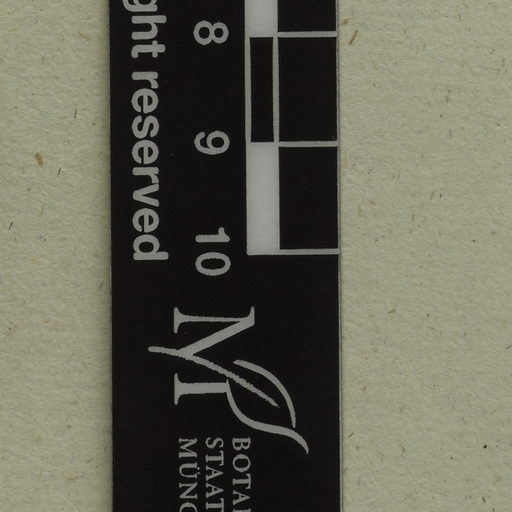 ght reserved
8
9
10
M
BOTA
STAAT
MÜNC